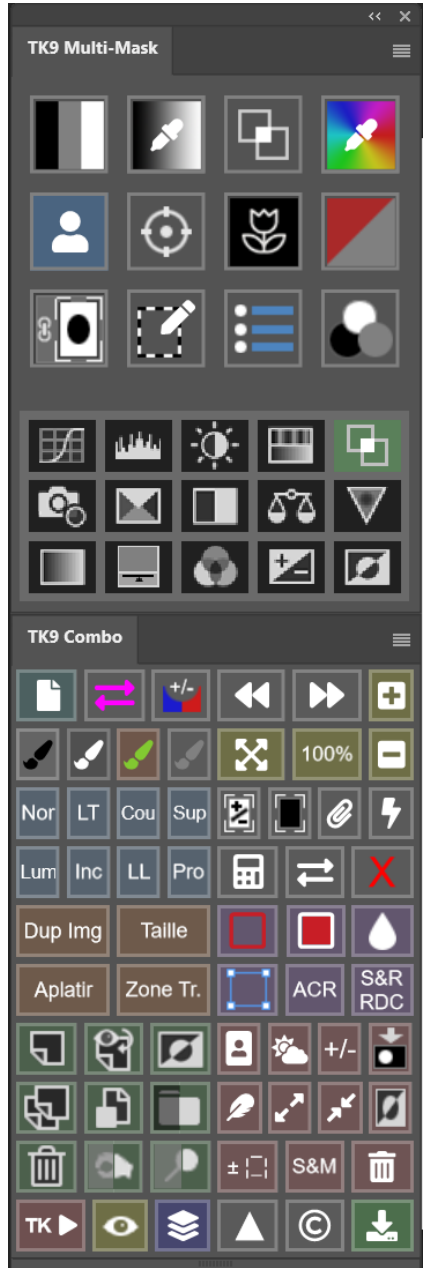 TK9 Multi-Mask
TK9 Combo
+/-
100%
Nor LT Cou Sup
Lum Inc LL Pro X
Dup Img Taille
Aplatir Zone Tr. ACR S&R
RDC
+/-
± S&M
TK ©